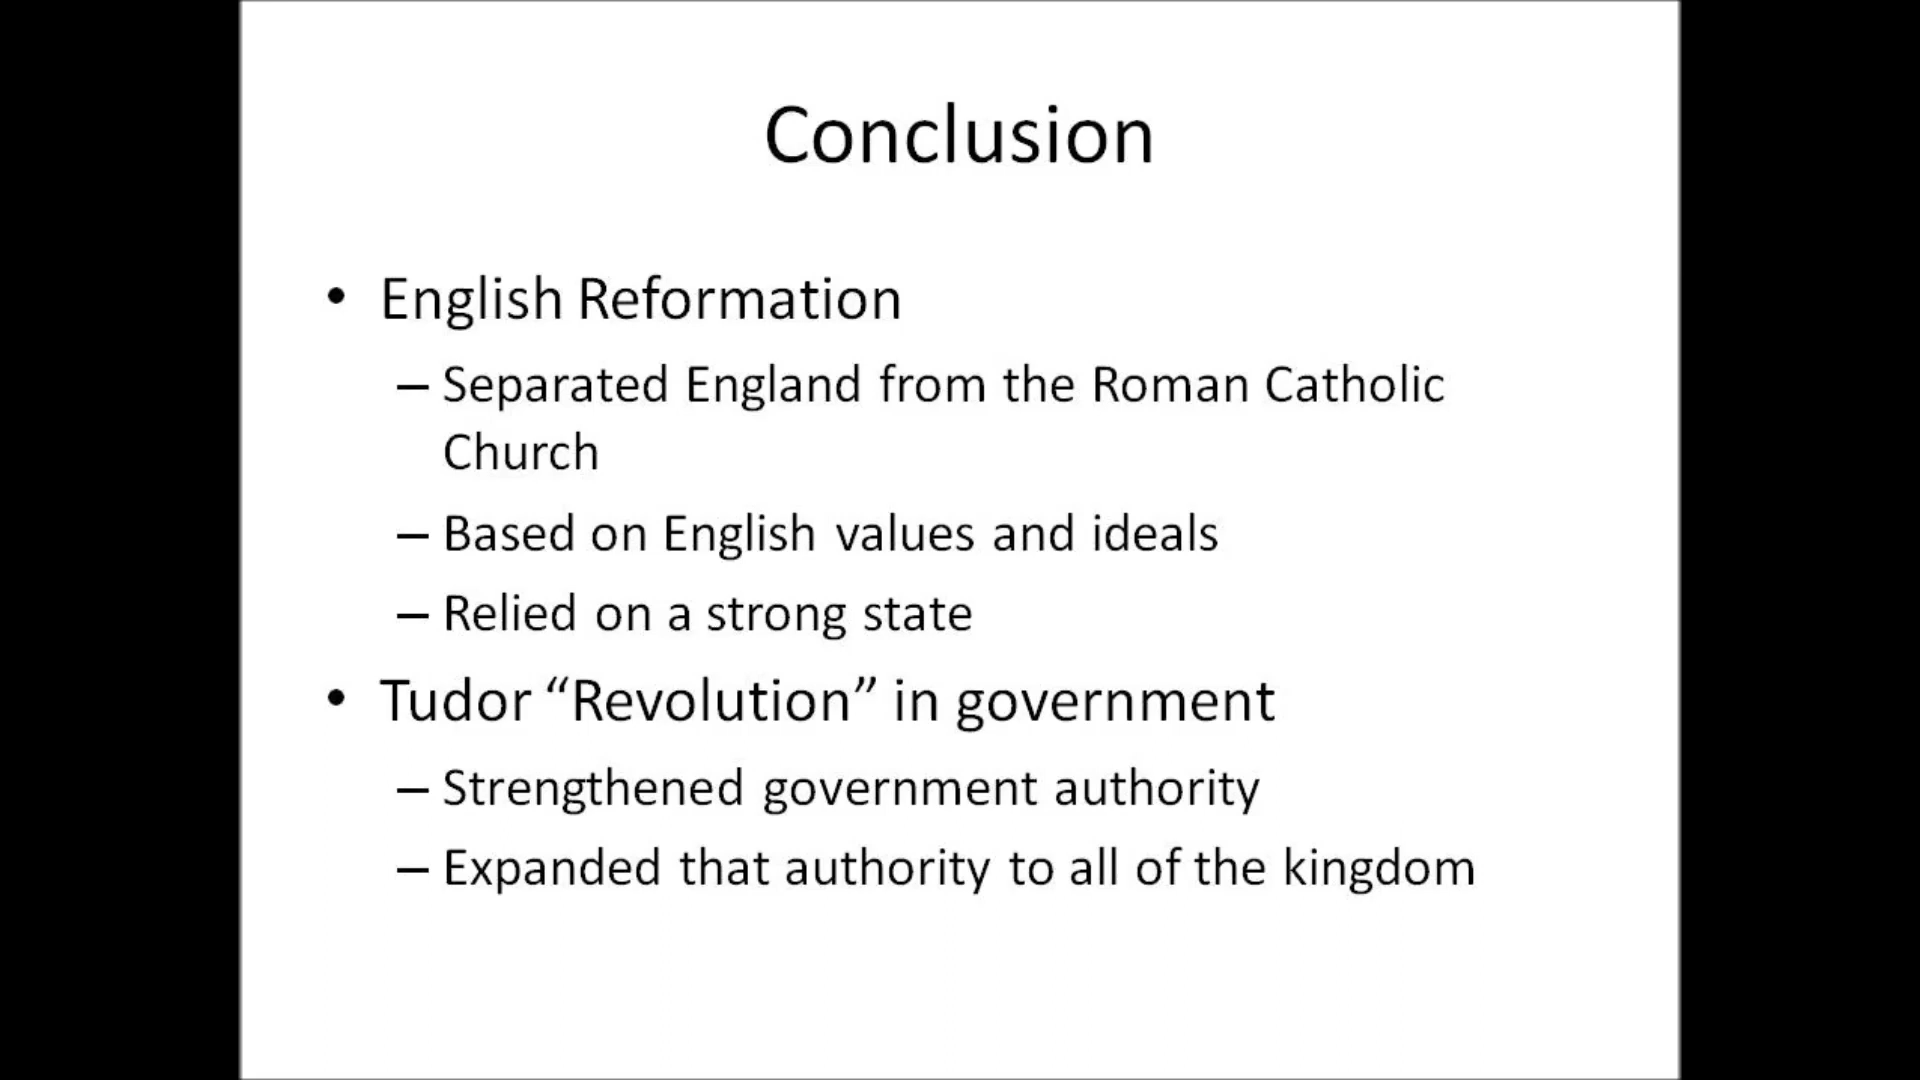 Conclusion
• English Reformation
– Separated England from the Roman Catholic
Church
– Based on English values and ideals
– Relied on a strong state
• Tudor “Revolution” in government
– Strengthened government authority
– Expanded that authority to all of the kingdom